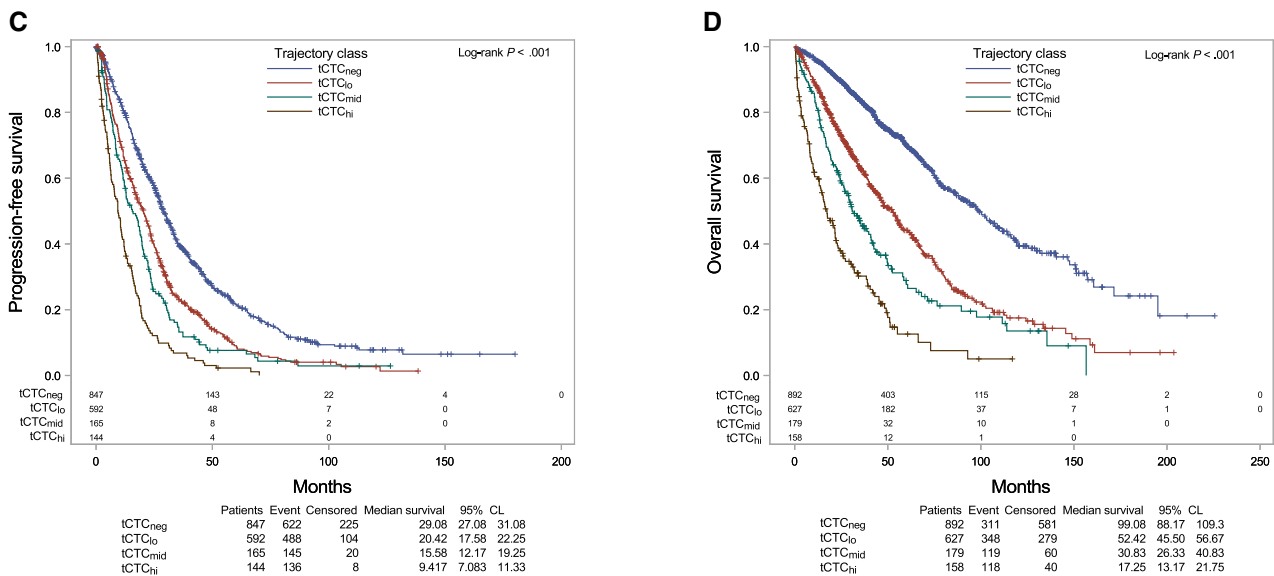 C
Progression-free survival
1.0
0.8
0.6
0.4
0.2
0.0
Trajectory class
tCTCneg
tCTClo
tCTCmid
tCTChi
Log-rank P < .001
tCTCneg 847 143 22 4 0
tCTClo 592 48 7 0
tCTCmid 165 8 2 0
tCTChi 144 4 0
0 50 100 150 200
Months
Patients Event Censored Median survival 95% CL
tCTCneg 847 622 225 29.08 27.08 31.08
tCTClo 592 488 104 20.42 17.58 22.25
tCTCmid 165 145 20 15.58 12.17 19.25
tCTChi 144 136 8 9.417 7.083 11.33
D
Overall survival
1.0
0.8
0.6
0.4
0.2
0.0
Trajectory class
tCTCneg
tCTClo
tCTCmid
tCTChi
Log-rank P < .001
tCTCneg 892 403 115 28 2 0
tCTClo 627 182 37 7 1 0
tCTCmid 179 32 10 1 0
tCTChi 158 12 1 0
0 50 100 150 200 250
Months
Patients Event Censored Median survival 95% CL
tCTCneg 892 311 581 99.08 88.17 109.3
tCTClo 627 348 279 52.42 45.50 56.67
tCTCmid 179 119 60 30.83 26.33 40.83
tCTChi 158 118 40 17.25 13.17 21.75